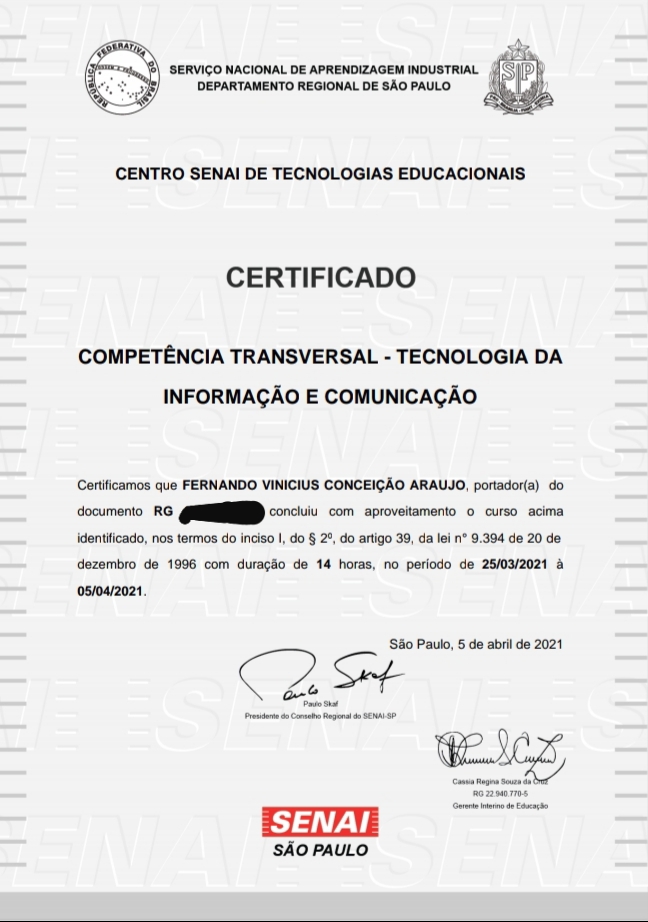 REPÚBLICA FEDERATIVA DO BRASIL
SERVIÇO NACIONAL DE APRENDIZAGEM INDUSTRIAL
DEPARTAMENTO REGIONAL DE SÃO PAULO
SP
CENTRO SENAI DE TECNOLOGIAS EDUCACIONAIS
CERTIFICADO
COMPETÊNCIA TRANSVERSAL - TECNOLOGIA DA
INFORMAÇÃO E COMUNICAÇÃO
Certificamos que FERNANDO VINICIUS CONCEIÇÃO ARAUJO, portador(a) do
documento RG concluiu com aproveitamento o curso acima
identificado, nos termos do inciso I, do § 2º, do artigo 39, da lei n° 9.394 de 20 de
dezembro de 1996 com duração de 14 horas, no período de 25/03/2021 à
05/04/2021.
São Paulo, 5 de abril de 2021
Paulo Skaf
Paulo Skaf
Presidente do Conselho Regional do SENAI-SP
Cassia Regina Souza da Cruz
RG 22.940.770-5
Gerente Interino de Educação
SENAI
SÃO PAULO